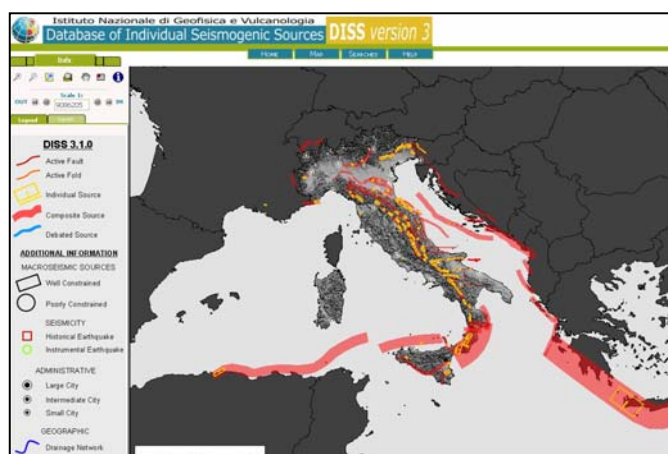 Istituto Nazionale di Geofisica e Vulcanologia
Database of Individual Seismogenic Sources DISS version 3
HOME MAP SEARCHES HELP
Scale 1:
OUT 9086205 IN
Legend
DISS 3.1.0
Active Fault
Active Fold
Individual Source
Composite Source
Debated Source
ADDITIONAL INFORMATION
MACROSEISMIC SOURCES
Well Constrained
Poorly Constrained
SEISMICITY
Historical Earthquake
Instrumental Earthquake
ADMINISTRATIVE
Large City
Intermediate City
Small City
GEOGRAPHIC
Drainage Network